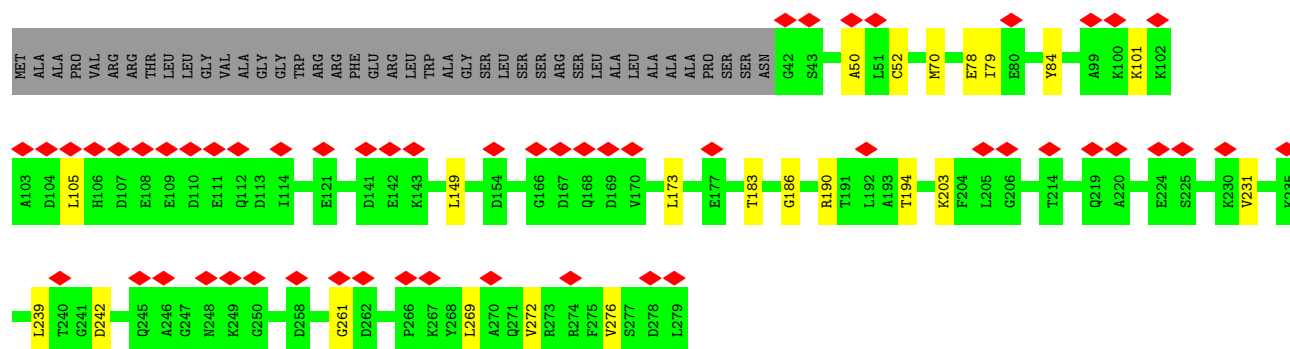 MET ALA ALA PRO VAL ARG ARG THR LEU LEU GLY VAL ALA GLY GLY TRP ARG ARG PHE GLU ARG LEU TRP ALA GLY SER LEU SER SER ARG SER LEU ALA LEU ALA ALA ALA PRO SER SER ASN G42 S43 A50 L51 C52 M70 E78 I79 E80 Y84 A99 K100 K101 K102
A103 D104 L105 H106 D107 E108 E109 D110 E111 Q112 D113 I114 E121 D141 E142 K143 L149 D154 G166 D167 Q168 D169 V170 L173 E177 T183 G186 R190 T191 L192 A193 T194 K203 F204 L205 G206 T214 Q219 A220 E224 S225 K230 V231 K235
L239 T240 G241 D242 Q245 A246 G247 N248 K249 G250 D258 G261 D262 P266 K267 Y268 L269 A270 Q271 V272 R273 R274 F275 V276 S277 D278 L279